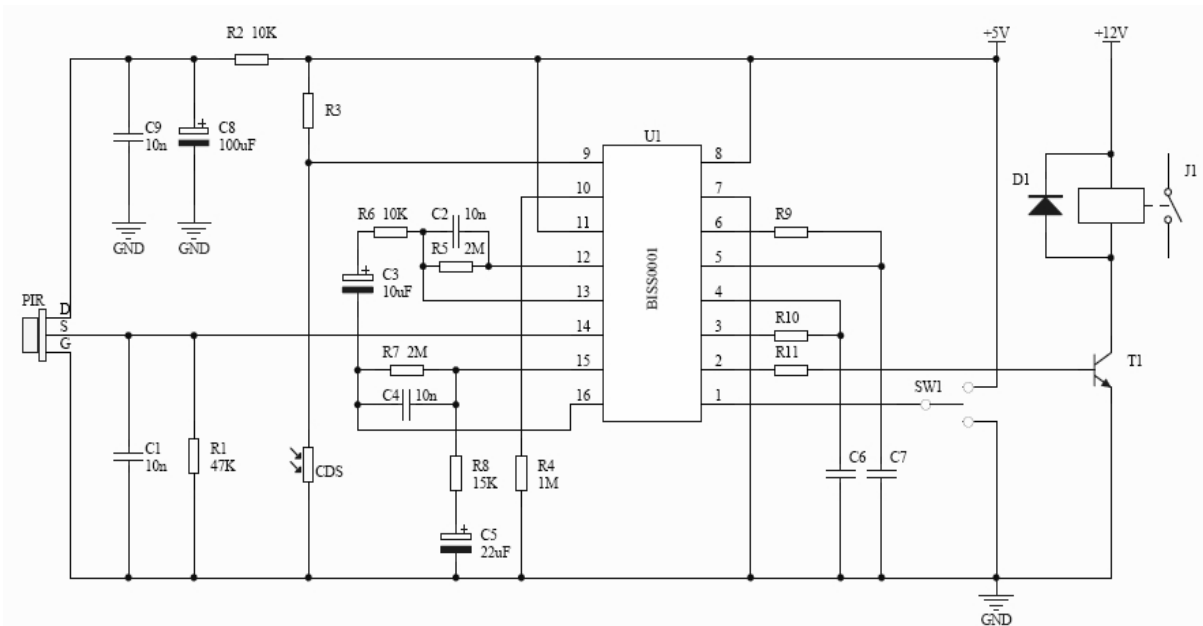 R2 10K
+5V
+12V
R3
C9
10n
C8
100uF
GND
GND
U1
9
8
10
7
11
6
12
5
13
4
14
3
15
2
16
1
BISS0001
R6 10K
C2 10n
R5 2M
C3
10uF
R9
D1
J1
PIR
D
S
G
R7 2M
C4 10n
R10
R11
T1
SW1
C1
10n
R1
47K
CDS
R8
15K
R4
1M
C6
C7
C5
22uF
GND